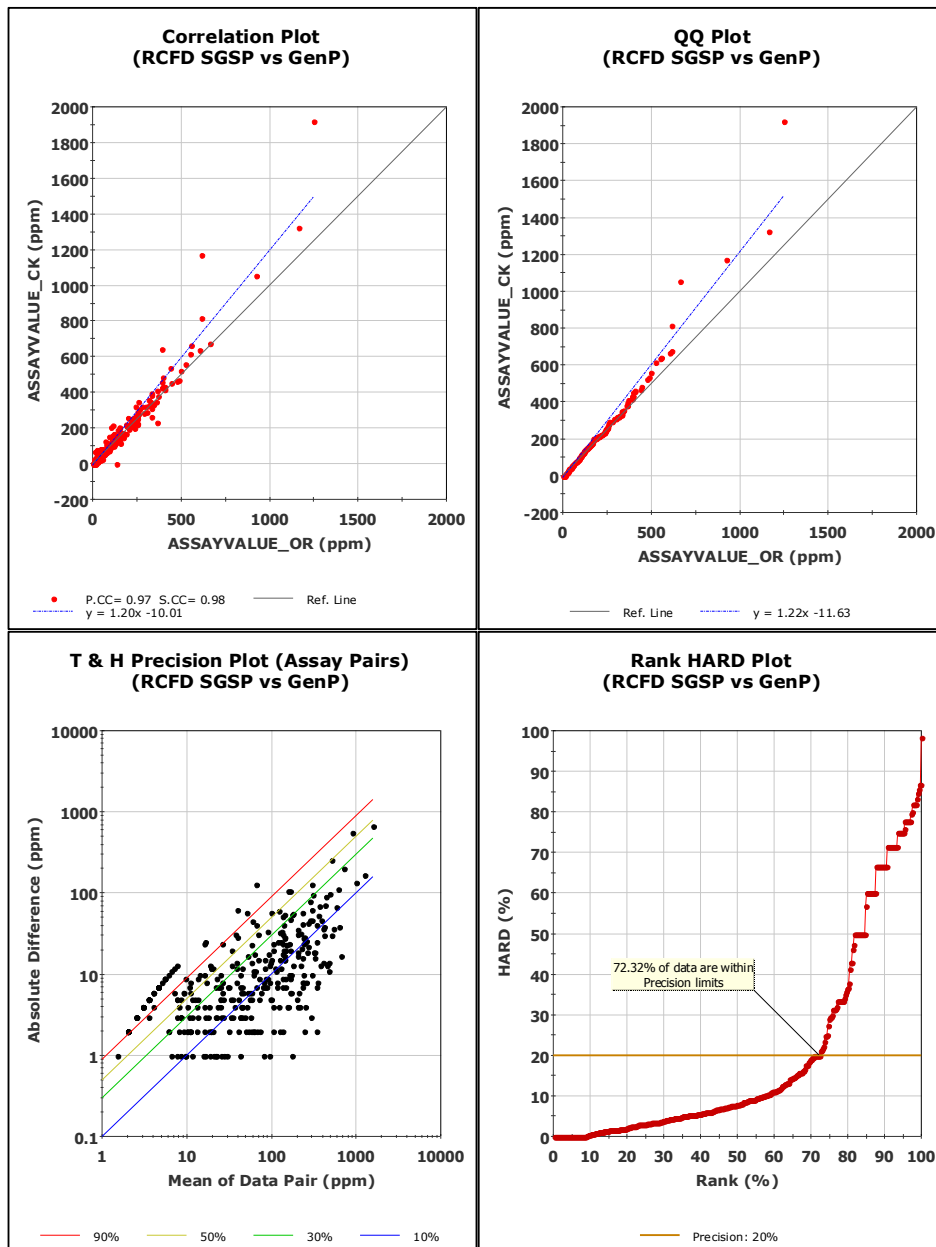 Correlation Plot
(RCFD SGSP vs GenP)
ASSAYVALUE_CK (ppm)
2000
1800
1600
1400
1200
1000
800
600
400
200
0
-200
0
500
1000
1500
2000
ASSAYVALUE_OR (ppm)
P.CC= 0.97 S.CC= 0.98
Ref. Line
y = 1.20x -10.01
QQ Plot
(RCFD SGSP vs GenP)
ASSAYVALUE_CK (ppm)
2000
1800
1600
1400
1200
1000
800
600
400
200
0
-200
0
500
1000
1500
2000
ASSAYVALUE_OR (ppm)
Ref. Line
y = 1.22x -11.63
T & H Precision Plot (Assay Pairs)
(RCFD SGSP vs GenP)
Absolute Difference (ppm)
10000
1000
100
10
1
0.1
1
10
100
1000
10000
Mean of Data Pair (ppm)
90%
50%
30%
10%
Rank HARD Plot
(RCFD SGSP vs GenP)
HARD (%)
100
90
80
70
60
50
40
30
20
10
0
72.32% of data are within
Precision limits
0
10
20
30
40
50
60
70
80
90
100
Rank (%)
Precision: 20%